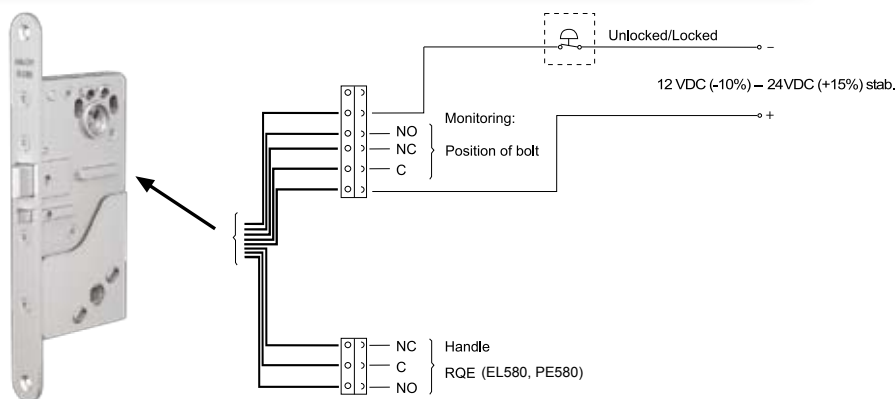 Unlocked/Locked
−
12 VDC (-10%) – 24VDC (+15%) stab.
+
Monitoring:
NO
NC
Position of bolt
C
NC
Handle
C
RQE (EL580, PE580)
NO